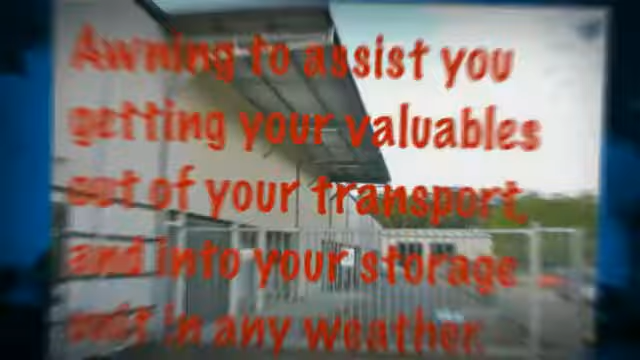 Awning to assist you
getting your valuables
out of your transport,
and into your storage
unit in any weather.